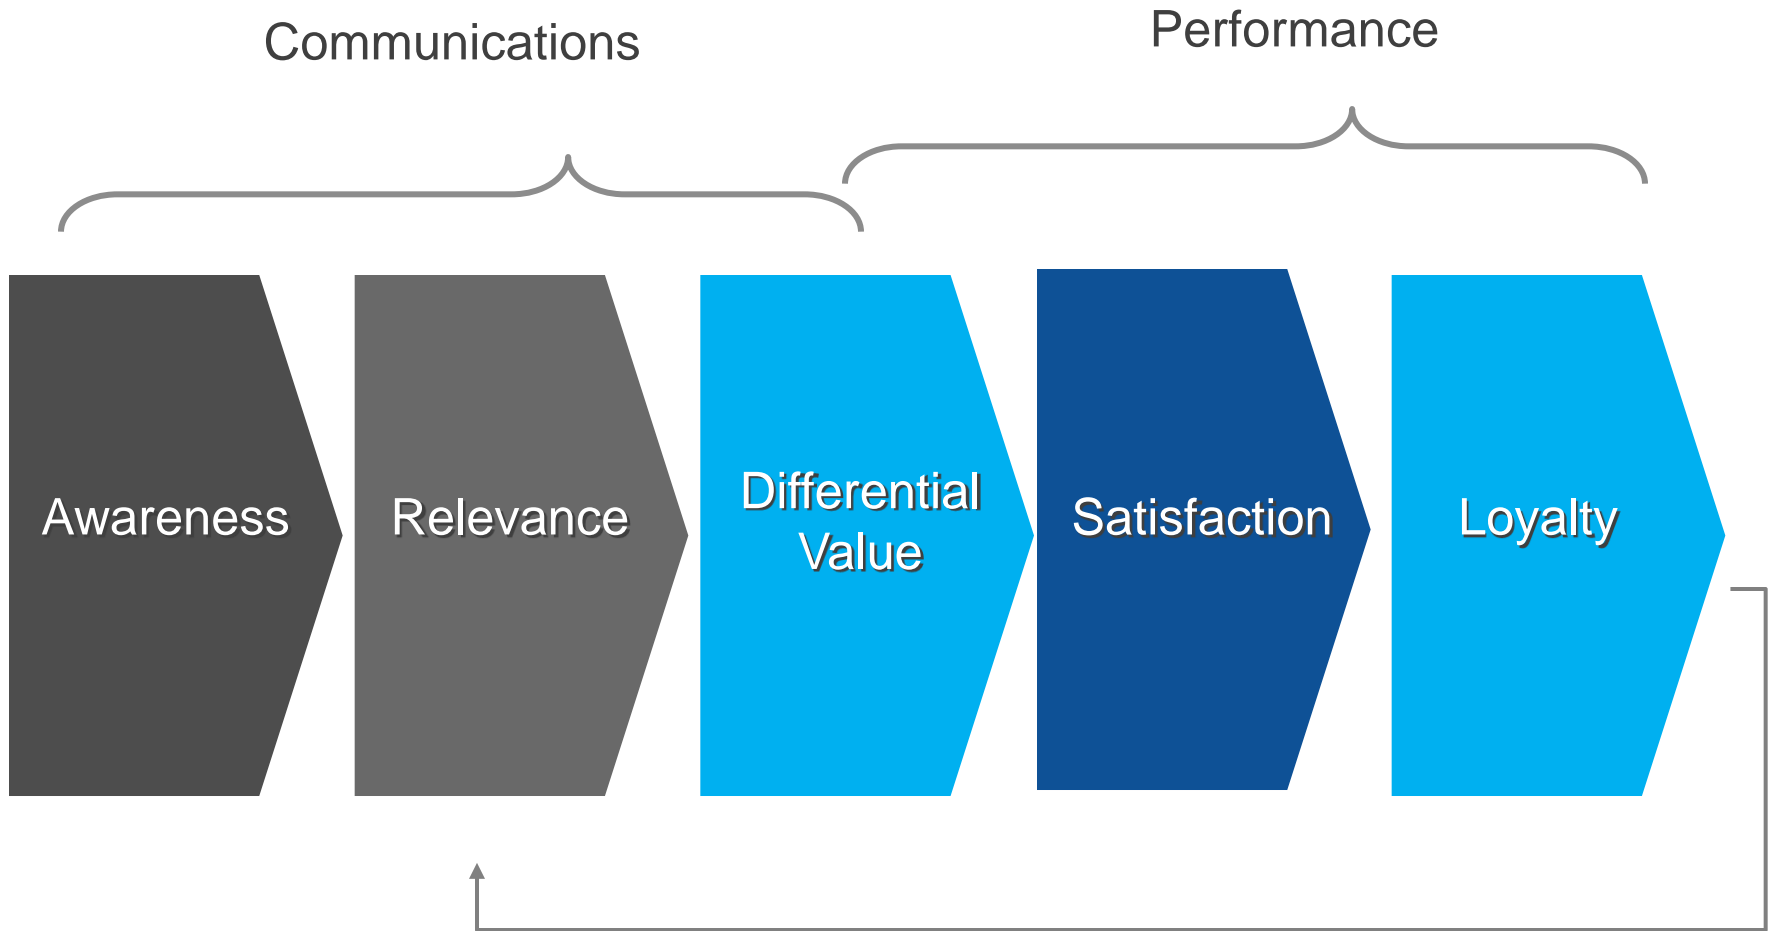 Communications
Performance
Awareness
Relevance
Differential
Value
Satisfaction
Loyalty